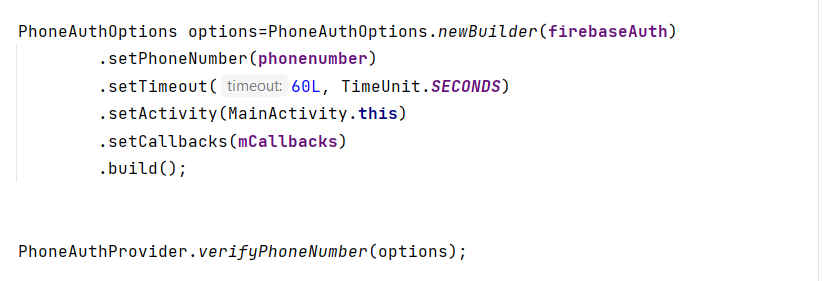 PhoneAuthOptions options=PhoneAuthOptions.newBuilder(firebaseAuth)
.setPhoneNumber(phonenumber)
.setTimeout( timeout: 60L, TimeUnit.SECONDS)
.setActivity(MainActivity.this)
.setCallbacks(mCallbacks)
.build();
PhoneAuthProvider.verifyPhoneNumber(options);